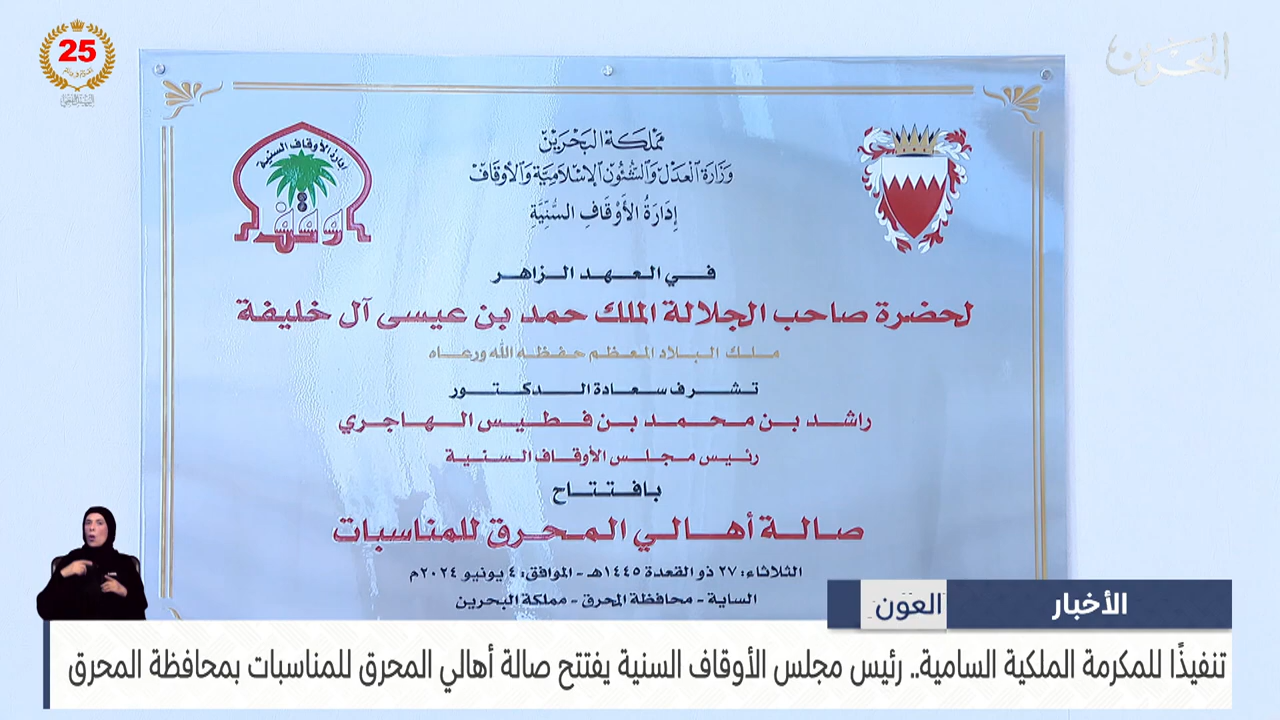 25
البحرين
إدارة الأوقاف السنية
وقف
مملكة البحرين
وزارة العدل والشئون الإسلامية والأوقاف
إدارة الأوقاف السنية
في العهد الزاهر
لحضرة صاحب الجلالة الملك حمد بن عيسى آل خليفة
ملك البلاد المعظم حفظه الله ورعاه
تشرف سعادة الدكتور
راشد بن محمد بن فطيس الهاجري
رئيس مجلس الأوقاف السنية
بافتتاح
صالة أهالي المحرق للمناسبات
الثلاثاء: ٢٧ ذو القعدة ١٤٤٥هـ - الموافق: ٤ يونيو ٢٠٢٤م
الساية - محافظة المحرق - مملكة البحرين
الأخبار
تنفيذًا للمكرمة الملكية السامية.. رئيس مجلس الأوقاف السنية يفتتح صالة أهالي المحرق للمناسبات بمحافظة المحرق